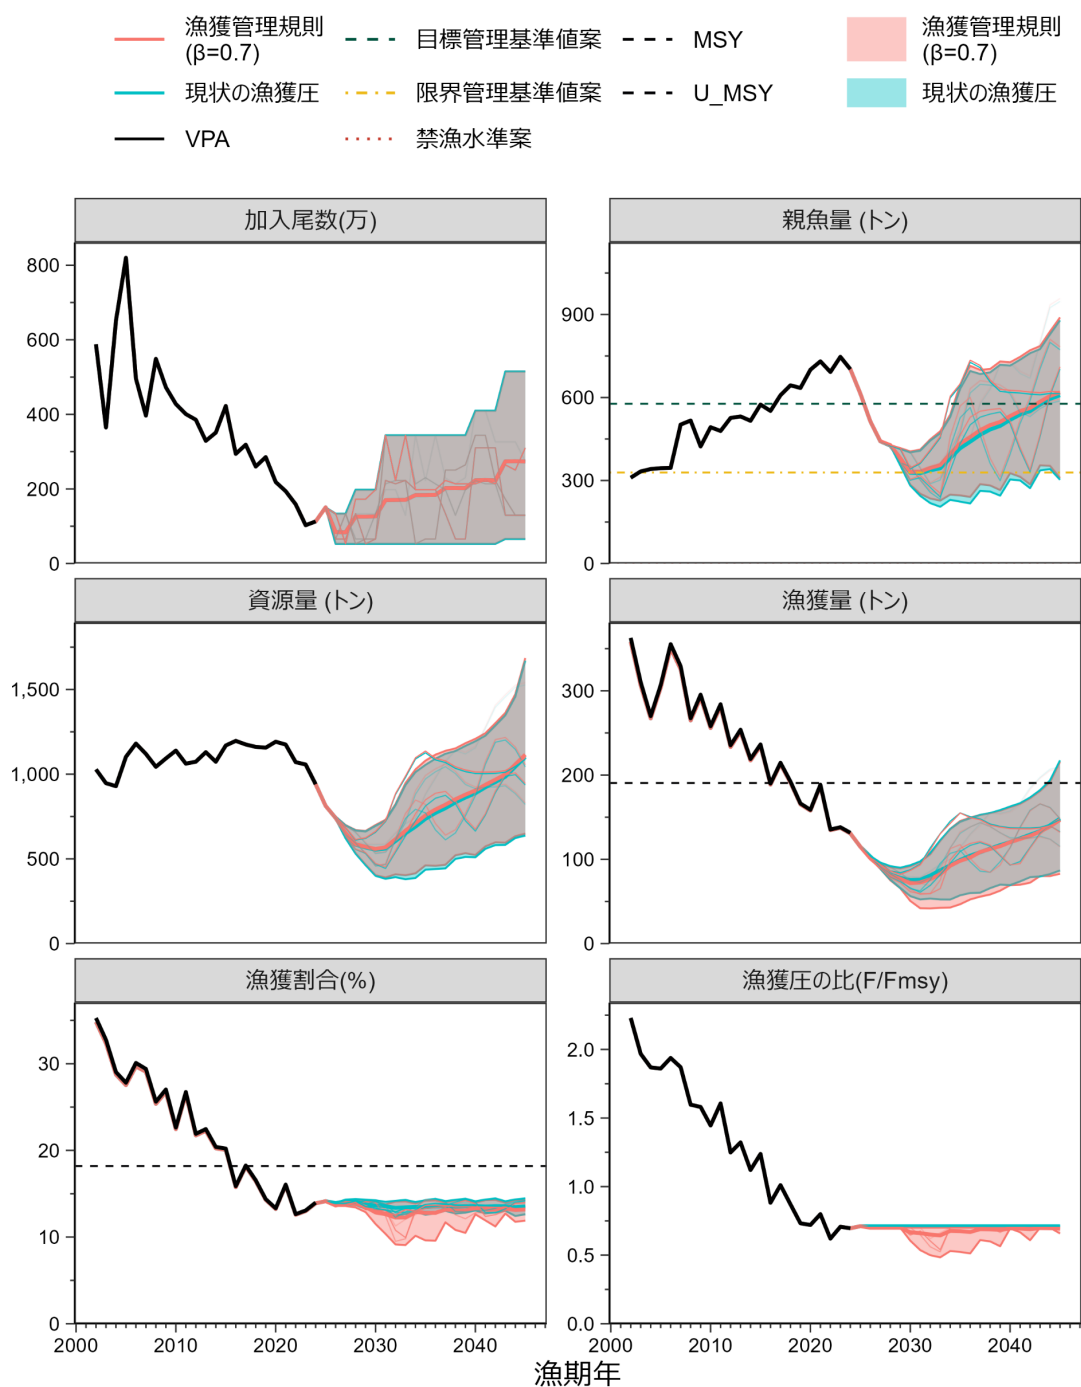 漁獲管理規則
(β=0.7)
目標管理基準値案
MSY
漁獲管理規則
(β=0.7)
現状の漁獲圧
限界管理基準値案
U_MSY
現状の漁獲圧
VPA
禁漁水準案
加入尾数(万)
親魚量 (トン)
800
600
400
200
0
900
600
300
0
資源量 (トン)
漁獲量 (トン)
1,500
1,000
500
0
300
200
100
0
漁獲割合(%)
漁獲圧の比(F/Fmsy)
30
20
10
0
2.0
1.5
1.0
0.5
0.0
2000 2010 2020 2030 2040
2000 2010 2020 2030 2040
漁期年